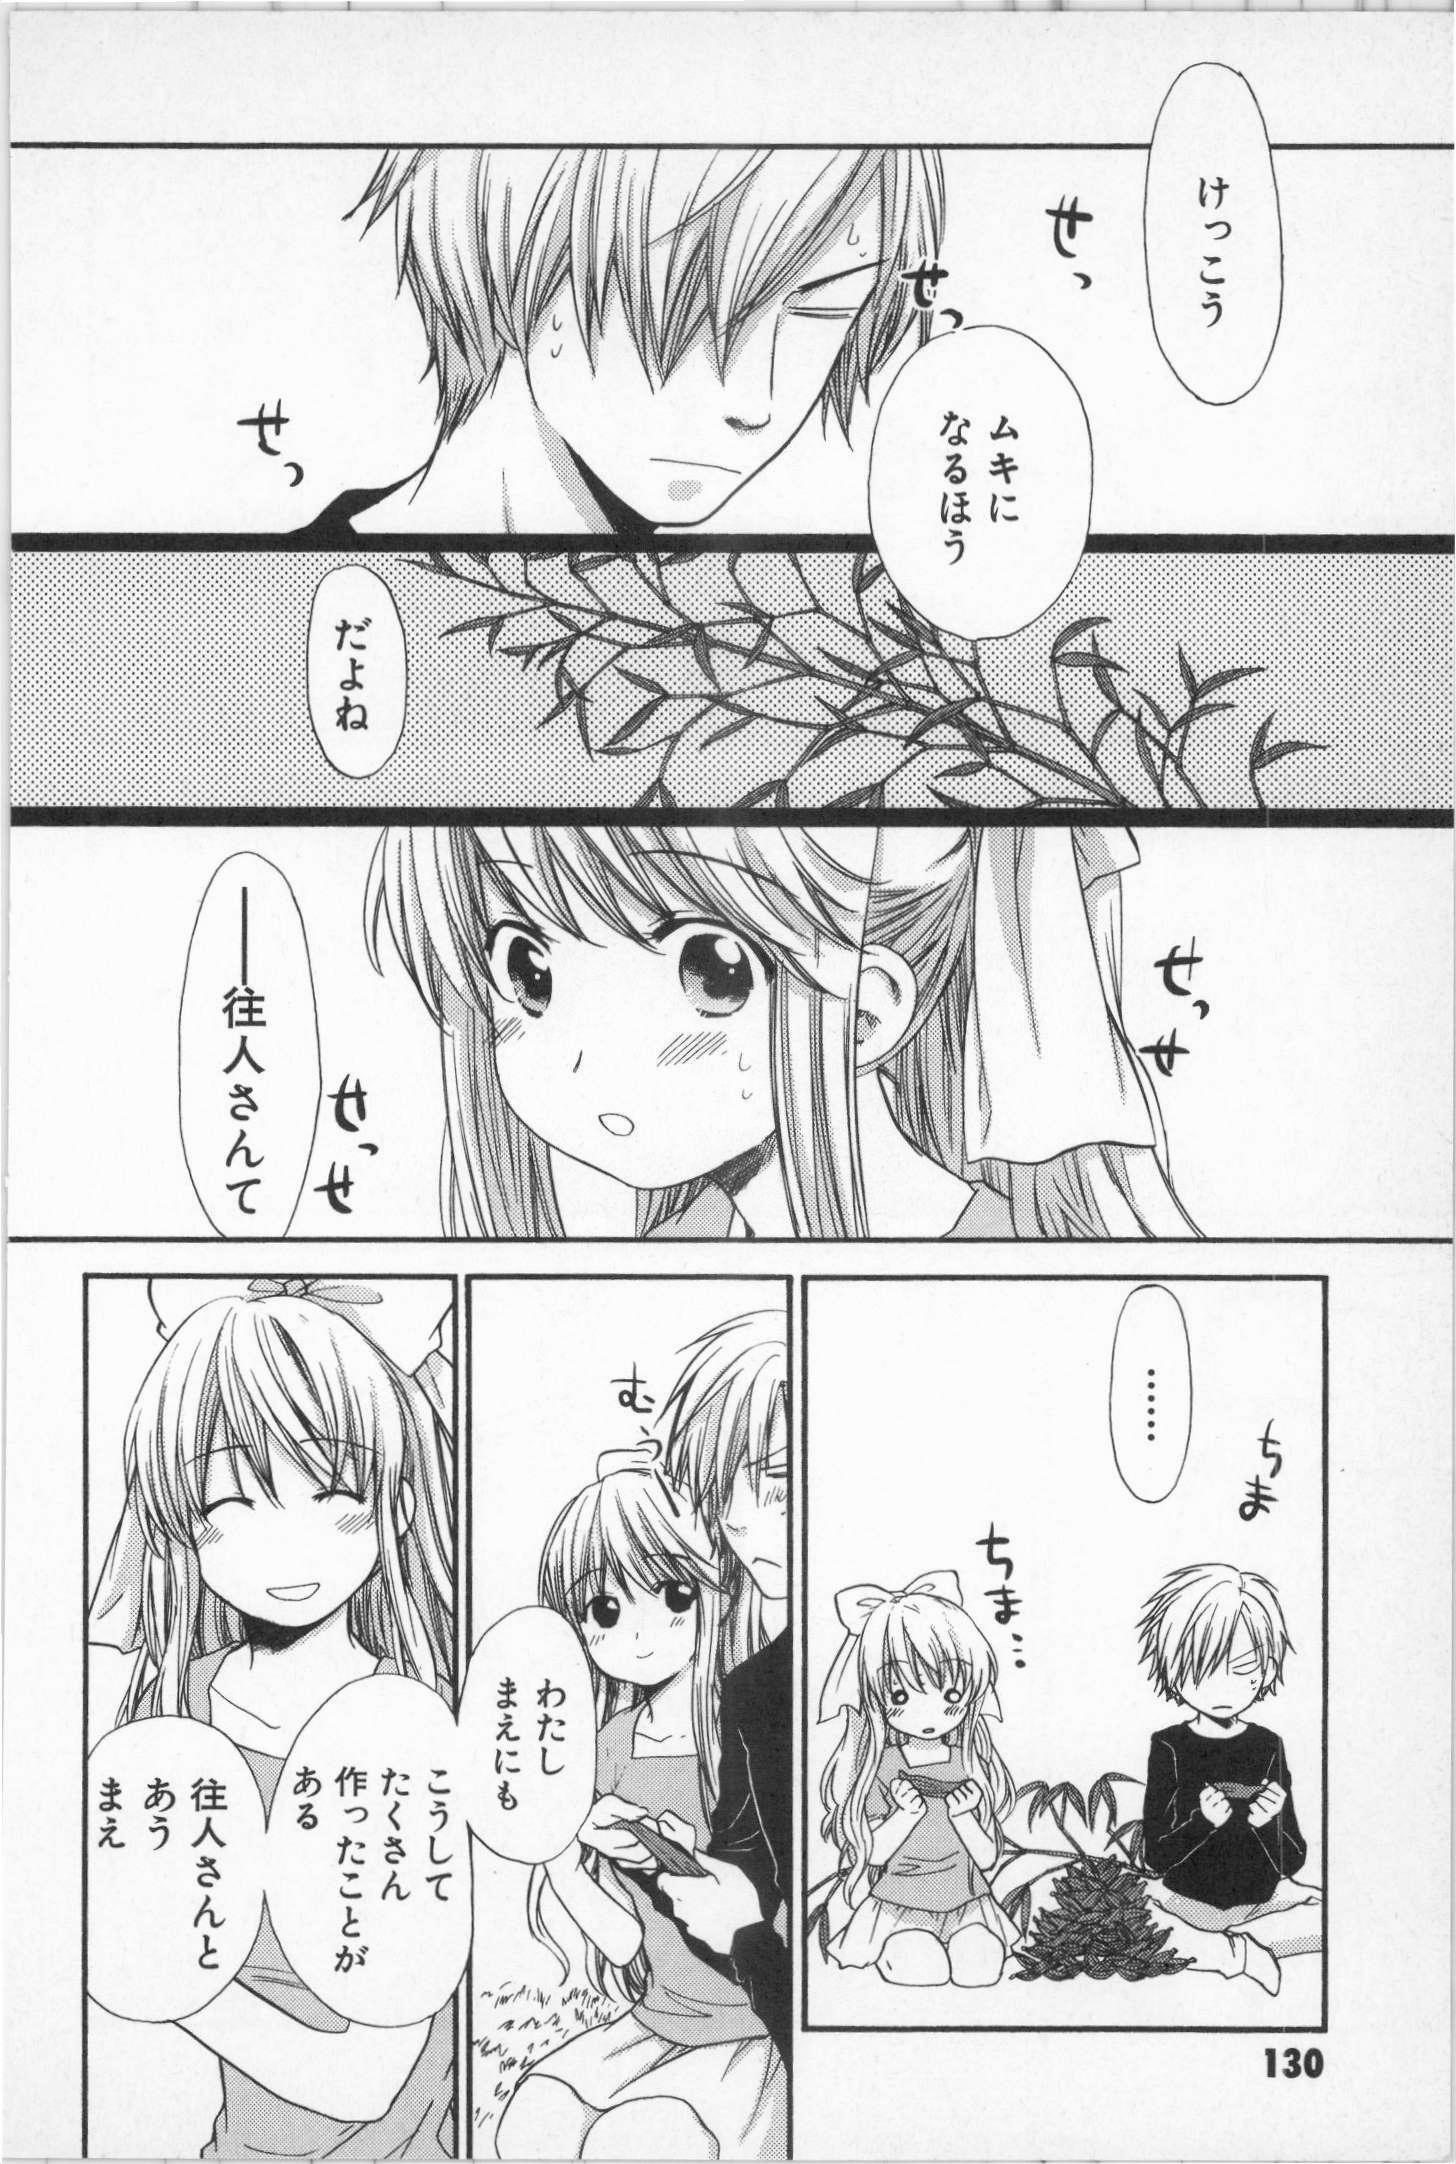 けっこう
せっ
せっ
ムキに
なるほう
せっ
だよね
せっ
せ
せっ
せ
――往人さんて
ちま
……
ちま…
むぅ
わたし
まえにも
こうして
たくさん
作ったことが
ある
往人さんと
あう
まえ
130